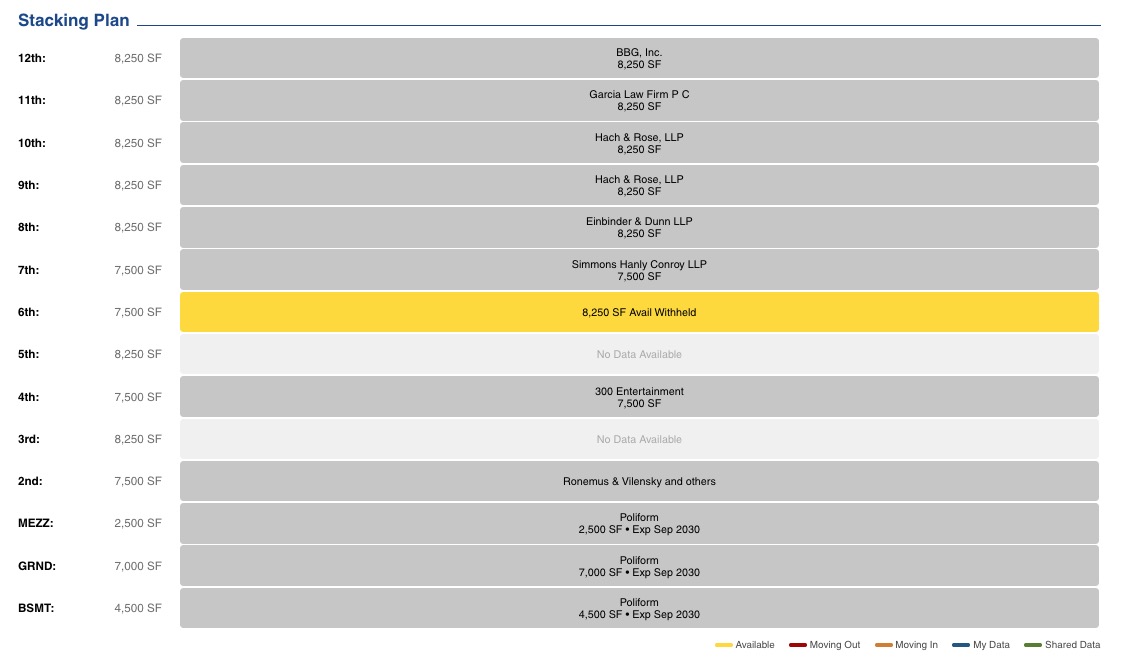 Stacking Plan
12th: 8,250 SF BBG, Inc.
8,250 SF
11th: 8,250 SF Garcia Law Firm P C
8,250 SF
10th: 8,250 SF Hach & Rose, LLP
8,250 SF
9th: 8,250 SF Hach & Rose, LLP
8,250 SF
8th: 8,250 SF Einbinder & Dunn LLP
8,250 SF
7th: 7,500 SF Simmons Hanly Conroy LLP
7,500 SF
6th: 7,500 SF 8,250 SF Avail Withheld
5th: 8,250 SF No Data Available
4th: 7,500 SF 300 Entertainment
7,500 SF
3rd: 8,250 SF No Data Available
2nd: 7,500 SF Ronemus & Vilensky and others
MEZZ: 2,500 SF Poliform
2,500 SF • Exp Sep 2030
GRND: 7,000 SF Poliform
7,000 SF • Exp Sep 2030
BSMT: 4,500 SF Poliform
4,500 SF • Exp Sep 2030
Available Moving Out Moving In My Data Shared Data